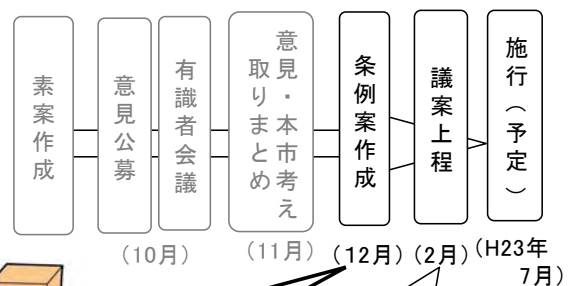 素案作成
意見公募
有識者会議
意見・本市考え
取りまとめ
条例案作成
議案上程
施行（予定）
（10月）
（11月）
（12月）
（2月）
（H23年
7月）